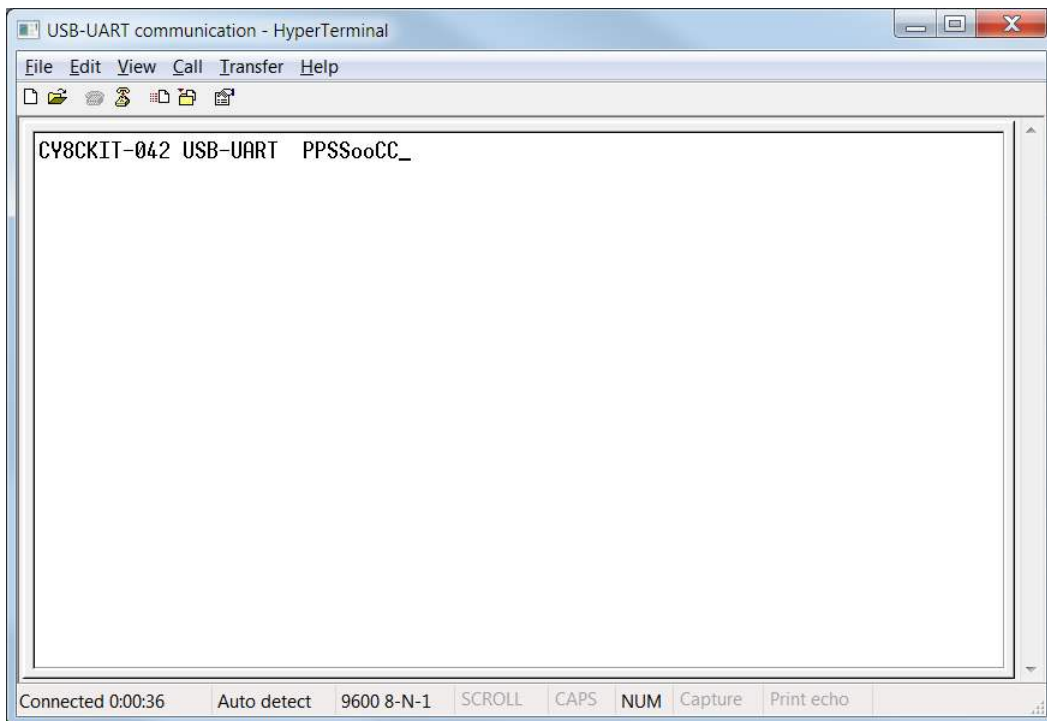 USB-UART communication - HyperTerminal
File Edit View Call Transfer Help
CY8CKIT-042 USB-UART  PPSSooCC_
Connected 0:00:36 Auto detect 9600 8-N-1 SCROLL CAPS NUM Capture Print echo